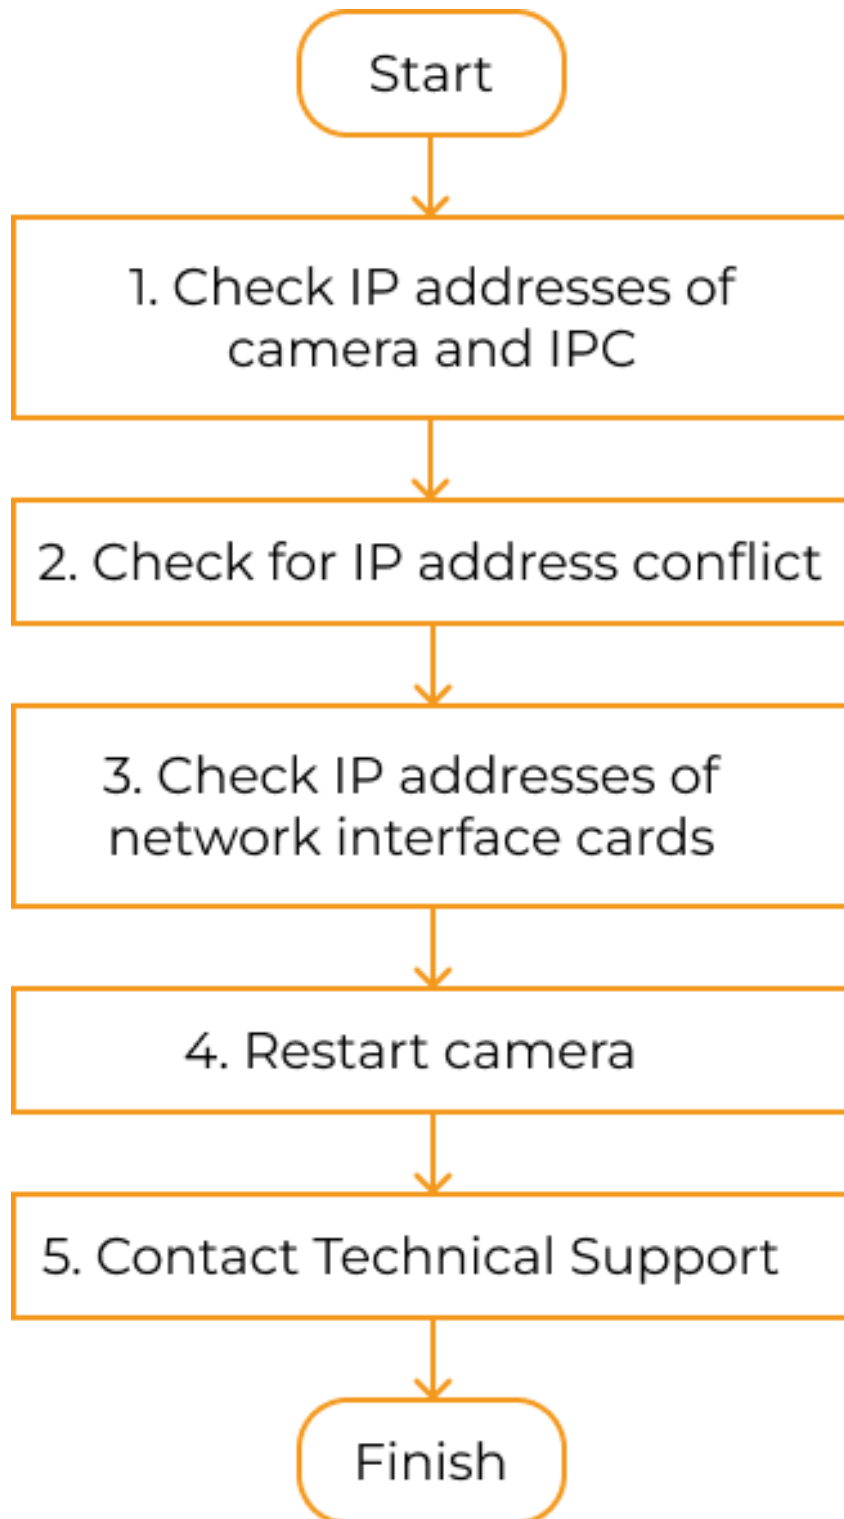 Start
1. Check IP addresses of
camera and IPC
2. Check for IP address conflict
3. Check IP addresses of
network interface cards
4. Restart camera
5. Contact Technical Support
Finish